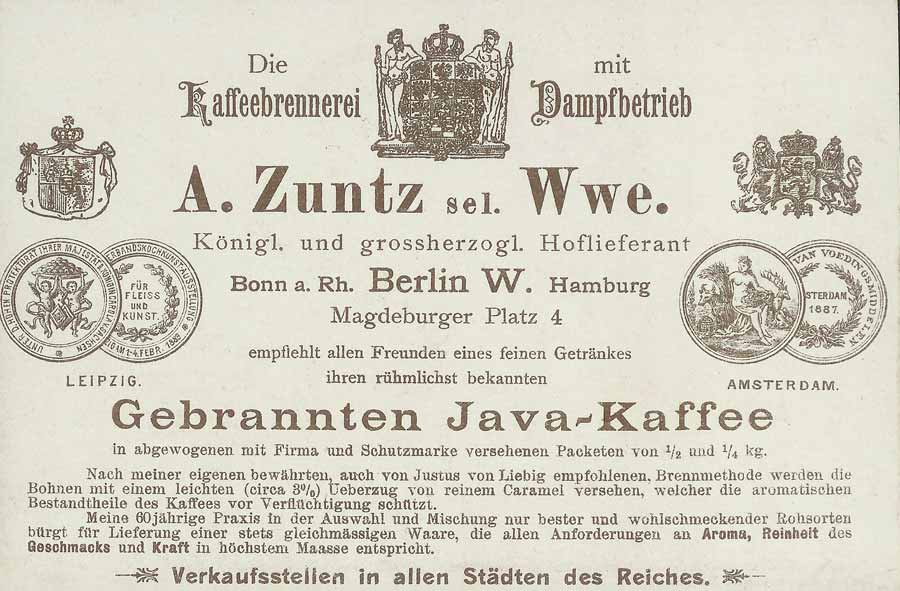 Die mit
Kaffeebrennerei Dampfbetrieb
A. Zuntz sel. Wwe.
Königl. und grossherzogl. Hoflieferant
Bonn a. Rh. Berlin W. Hamburg
Magdeburger Platz 4
empfiehlt allen Freunden eines feinen Getränkes
ihren rühmlichst bekannten
FÜR
FLEISS
UND
KUNST.
LEIPZIG.
VAN VOEDINGSMIDDELEN
STERDAM
1887.
AMSTERDAM.
Gebrannten Java-Kaffee
in abgewogenen mit Firma und Schutzmarke versehenen Packeten von 1/2 und 1/4 kg.
Nach meiner eigenen bewährten, auch von Justus von Liebig empfohlenen, Brennmethode werden die
Bohnen mit einem leichten (circa 3%) Ueberzug von reinem Caramel versehen, welcher die aromatischen
Bestandtheile des Kaffees vor Verflüchtigung schützt.
Meine 60jährige Praxis in der Auswahl und Mischung nur bester und wohlschmeckender Rohsorten
bürgt für Lieferung einer stets gleichmässigen Waare, die allen Anforderungen an Aroma, Reinheit des
Geschmacks und Kraft in höchstem Maasse entspricht.
Verkaufsstellen in allen Städten des Reiches.